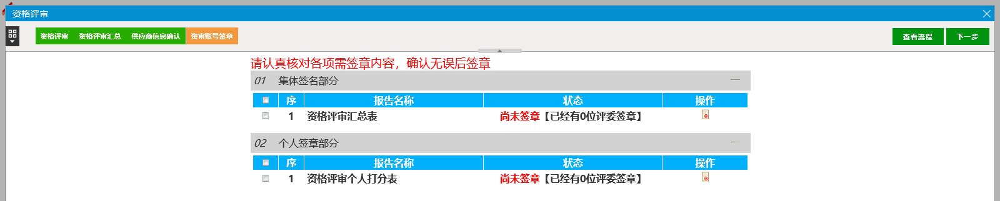 资格评审
资格评审 资格评审汇总 供应商信息确认 资审账号签章 查看流程 下一步
请认真核对各项需签章内容，确认无误后签章
01 集体签名部分
序 报告名称 状态 操作
1 资格评审汇总表 尚未签章【已经有0位评委签章】
02 个人签章部分
序 报告名称 状态 操作
1 资格评审个人打分表 尚未签章【已经有0位评委签章】